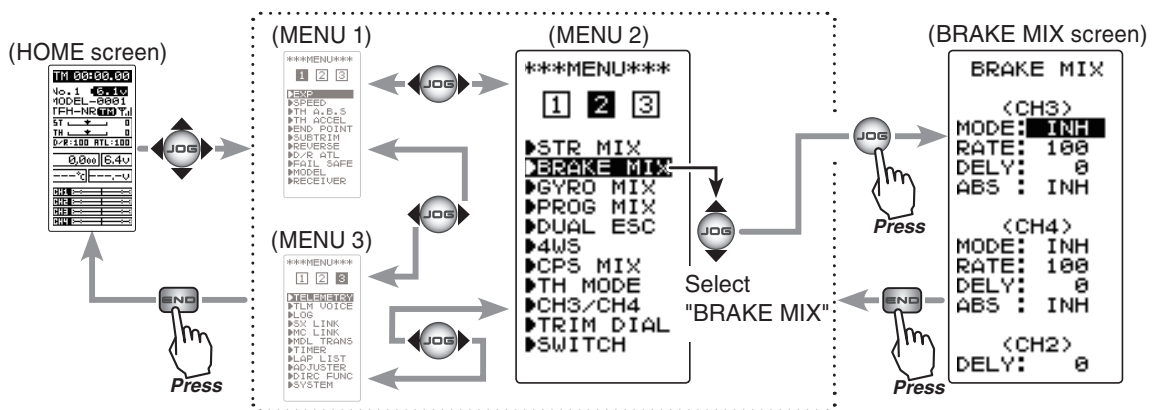 (HOME screen)
TM 00:00.00
No.1 6.1V
MODEL-0001
TFH-NR TM
ST 0
TH 0
D/R:100 ATL:100
6.4V
---°C ---.-V
CH1
CH2
CH3
CH4
JOG
END
Press
(MENU 1)
***MENU***
1 2 3
EXP
SPEED
TH A.B.S
TH ACCEL
END POINT
SUBTRIM
REVERSE
D/R ATL
FAIL SAFE
MODEL
RECEIVER
(MENU 3)
***MENU***
1 2 3
TELEMETRY
TLM VOICE
LOG
SX LINK
MC LINK
MDL TRANS
TIMER
LAP LIST
ADJUSTER
DIRC FUNC
SYSTEM
JOG
JOG
JOG
(MENU 2)
***MENU***
1 2 3
STR MIX
BRAKE MIX
GYRO MIX
PROG MIX
DUAL ESC
4WS
CPS MIX
TH MODE
CH3/CH4
TRIM DIAL
SWITCH
JOG
Select
"BRAKE MIX"
JOG
Press
END
Press
(BRAKE MIX screen)
BRAKE MIX
(CH3)
MODE: INH
RATE: 100
DELY: 0
ABS : INH
(CH4)
MODE: INH
RATE: 100
DELY: 0
ABS : INH
(CH2)
DELY: 0